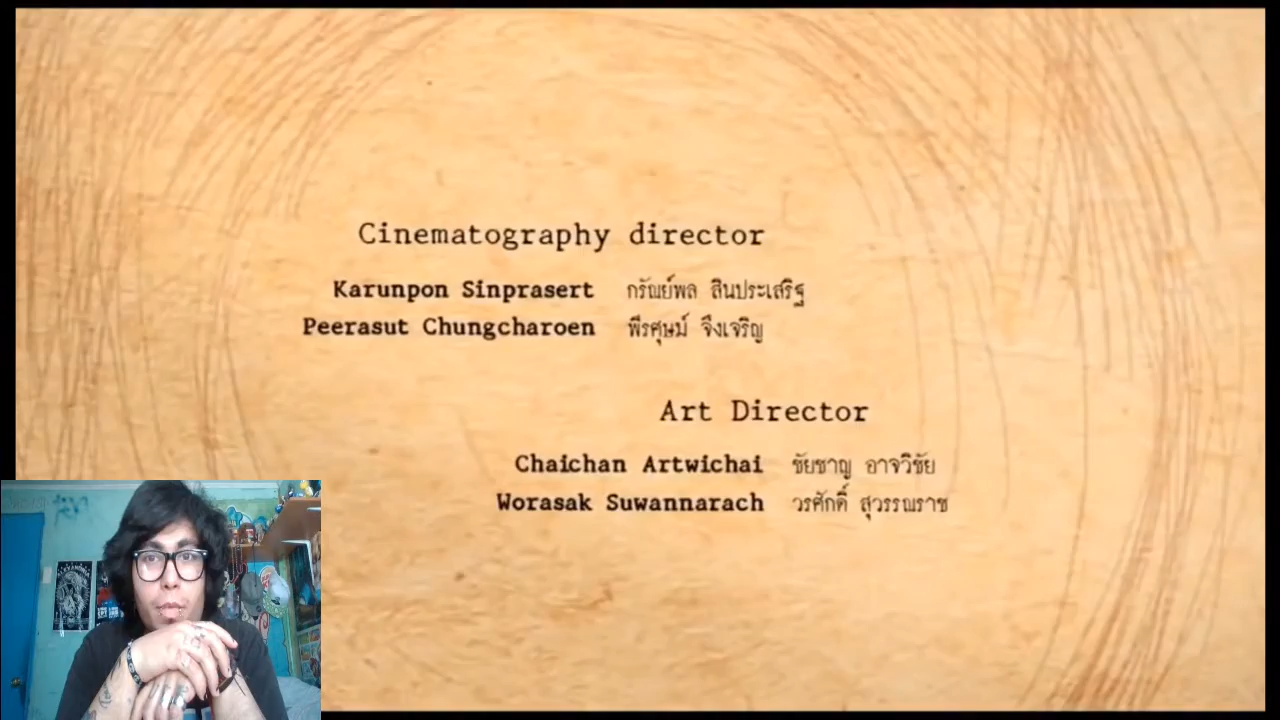 Cinematography director
Karunpon Sinprasert กรัณย์พล สินประเสริฐ
Peerasut Chungcharoen พีรศุษม์ จึงเจริญ
Art Director
Chaichan Artwichai ชัยชาญ อาจวิชัย
Worasak Suwannarach วรศักดิ์ สุวรรณราช